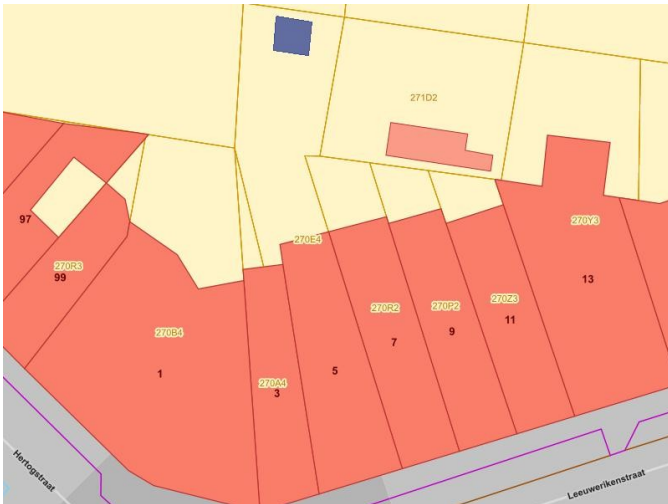 271D2
97
270R3
99
270B4
1
270A4
3
270E4
5
270R2
7
270P2
9
270Z3
11
270Y3
13
Hertogstraat
Leeuwerikenstraat